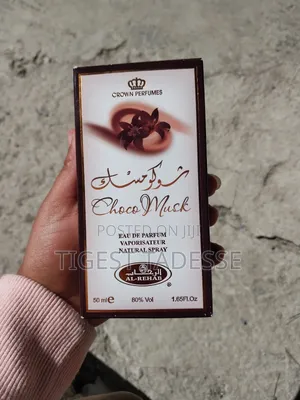 CROWN PERFUMES
شوكو مسك
Choco Musk
POSTED ON JIJI
TIGEST TADESSE
EAU DE PARFUM
VAPORISATEUR
NATURAL SPRAY
الرحاب
AL-REHAB
50 ml e 80% Vol 1.65Fl.Oz